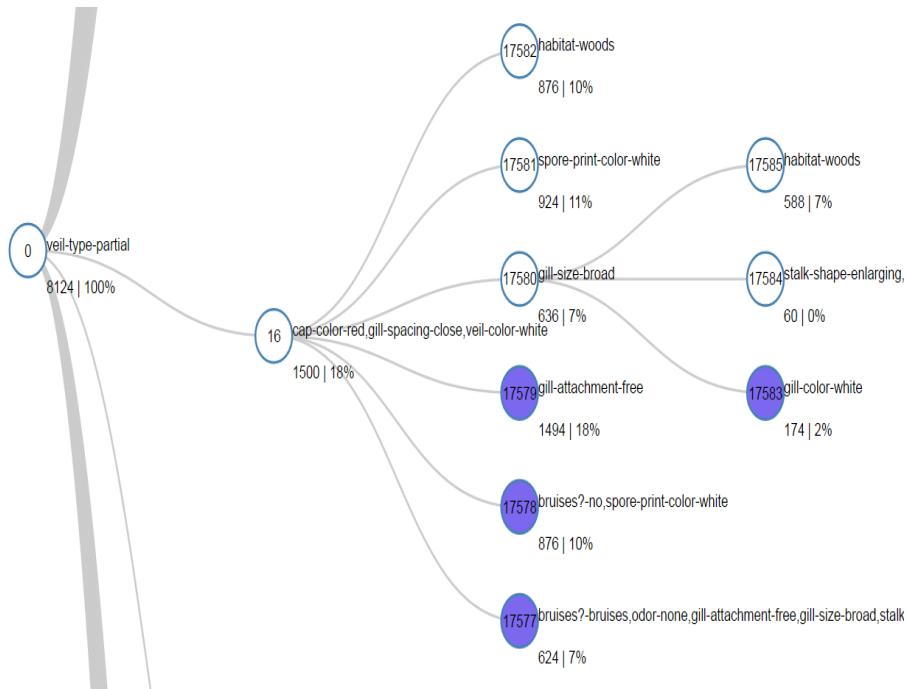 17582 habitat-woods
876 | 10%
17581 spore-print-color-white
924 | 11%
17585 habitat-woods
588 | 7%
0 veil-type-partial
8124 | 100%
17580 gill-size-broad
636 | 7%
17584 stalk-shape-enlarging,
60 | 0%
16 cap-color-red,gill-spacing-close,veil-color-white
1500 | 18%
17579 gill-attachment-free
1494 | 18%
17583 gill-color-white
174 | 2%
17578 bruises?-no,spore-print-color-white
876 | 10%
17577 bruises?-bruises,odor-none,gill-attachment-free,gill-size-broad,stalk
624 | 7%